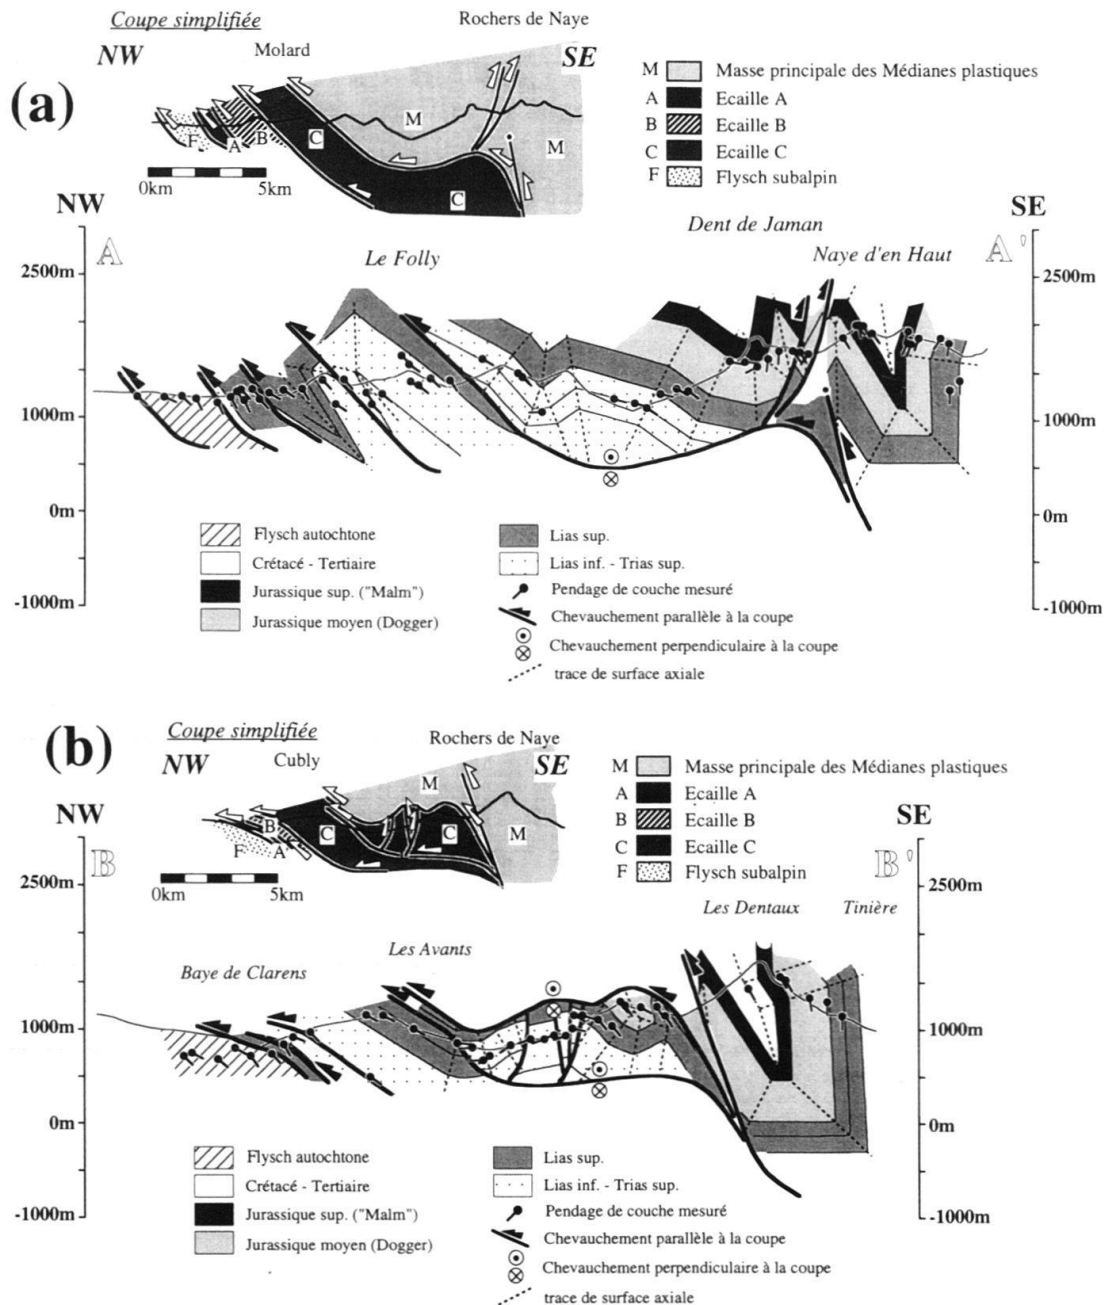 Coupe simplifiée
NW
Molard
Rochers de Naye
SE
(a)
M
M
C
C
F
A
B
0km
5km
M Masse principale des Médianes plastiques
A Ecaille A
B Ecaille B
C Ecaille C
F Flysch subalpin
NW
SE
A
A'
Le Folly
Dent de Jaman
Naye d'en Haut
2500m
1000m
0m
-1000m
2500m
1000m
0m
-1000m
Flysch autochtone
Crétacé - Tertiaire
Jurassique sup. ("Malm")
Jurassique moyen (Dogger)
Lias sup.
Lias inf. - Trias sup.
Pendage de couche mesuré
Chevauchement parallèle à la coupe
Chevauchement perpendiculaire à la coupe
trace de surface axiale
(b)
Coupe simplifiée
NW
Cubly
Rochers de Naye
SE
M
B
C
C
M
F
A
0km
5km
M Masse principale des Médianes plastiques
A Ecaille A
B Ecaille B
C Ecaille C
F Flysch subalpin
NW
SE
B
B'
Baye de Clarens
Les Avants
Les Dentaux
Tinière
2500m
1000m
0m
-1000m
2500m
1000m
0m
-1000m
Flysch autochtone
Crétacé - Tertiaire
Jurassique sup. ("Malm")
Jurassique moyen (Dogger)
Lias sup.
Lias inf. - Trias sup.
Pendage de couche mesuré
Chevauchement parallèle à la coupe
Chevauchement perpendiculaire à la coupe
trace de surface axiale